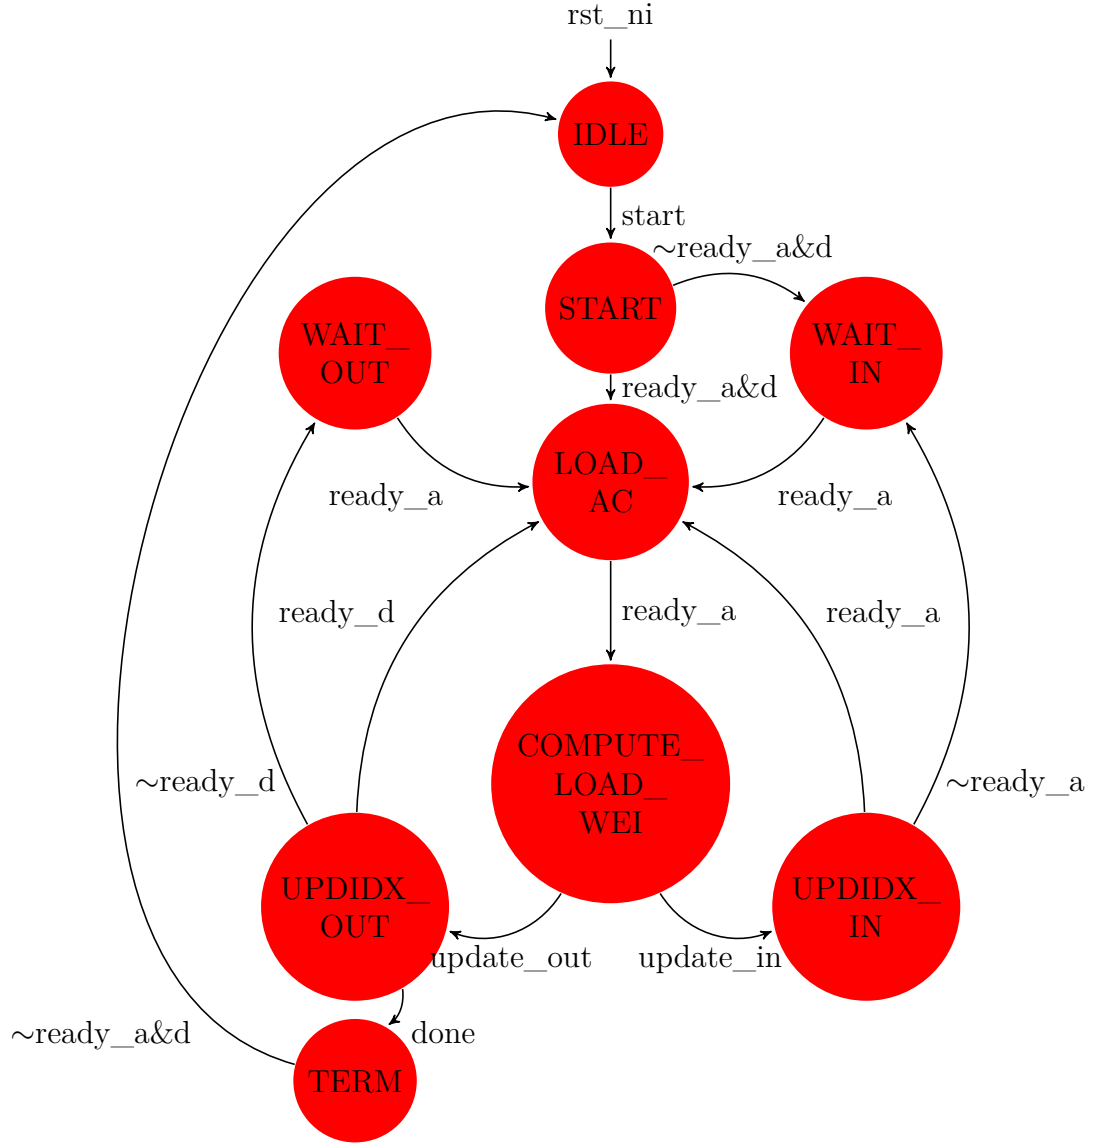 rst_ni
IDLE
start
~ready_a&d
START
WAIT_
OUT
WAIT_
IN
ready_a&d
LOAD_
AC
ready_a
ready_a
ready_d
ready_a
ready_a
COMPUTE_
LOAD_
WEI
~ready_d
~ready_a
UPDIDX_
OUT
UPDIDX_
IN
update_out
update_in
~ready_a&d
done
TERM